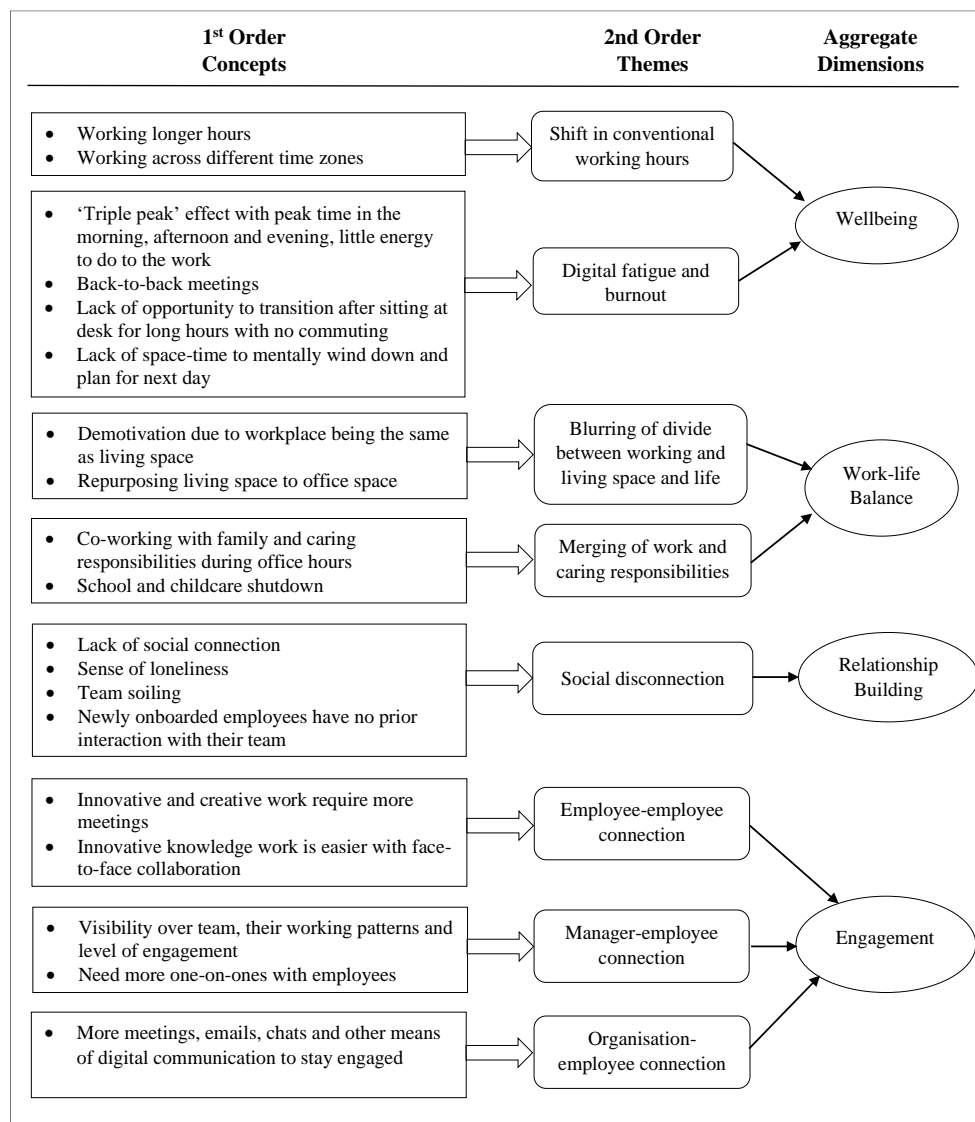 1st Order
Concepts
2nd Order
Themes
Aggregate
Dimensions
• Working longer hours
• Working across different time zones
Shift in conventional
working hours
• ‘Triple peak’ effect with peak time in the
morning, afternoon and evening, little energy
to do to the work
• Back-to-back meetings
• Lack of opportunity to transition after sitting at
desk for long hours with no commuting
• Lack of space-time to mentally wind down and
plan for next day
Digital fatigue and
burnout
Wellbeing
• Demotivation due to workplace being the same
as living space
• Repurposing living space to office space
Blurring of divide
between working and
living space and life
• Co-working with family and caring
responsibilities during office hours
• School and childcare shutdown
Merging of work and
caring responsibilities
Work-life
Balance
• Lack of social connection
• Sense of loneliness
• Team soiling
• Newly onboarded employees have no prior
interaction with their team
Social disconnection
Relationship
Building
• Innovative and creative work require more
meetings
• Innovative knowledge work is easier with face-
to-face collaboration
Employee-employee
connection
• Visibility over team, their working patterns and
level of engagement
• Need more one-on-ones with employees
Manager-employee
connection
Engagement
• More meetings, emails, chats and other means
of digital communication to stay engaged
Organisation-
employee connection